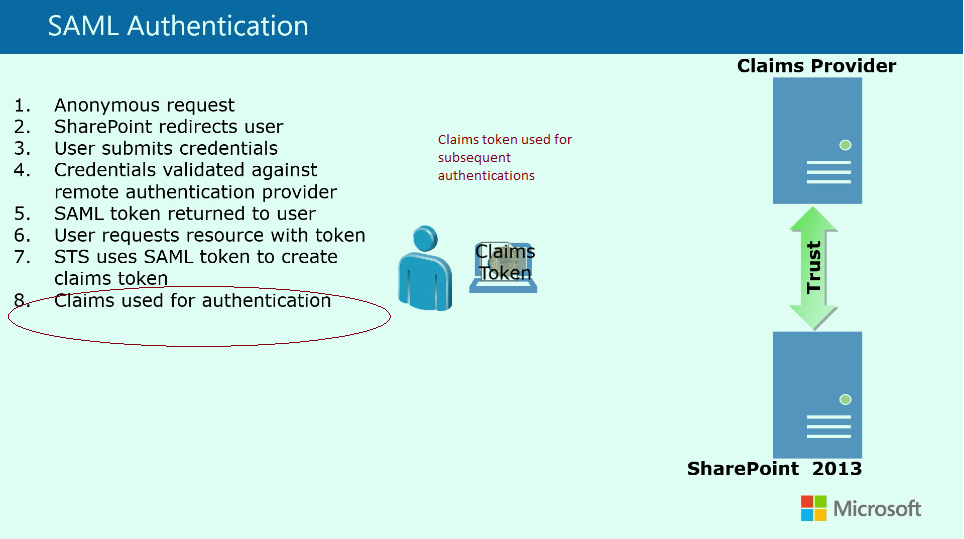 SAML Authentication
1. Anonymous request
2. SharePoint redirects user
3. User submits credentials
4. Credentials validated against
remote authentication provider
5. SAML token returned to user
6. User requests resource with token
7. STS uses SAML token to create
claims token
8. Claims used for authentication
Claims token used for
subsequent
authentications
Claims
Token
Claims Provider
Trust
SharePoint 2013
Microsoft